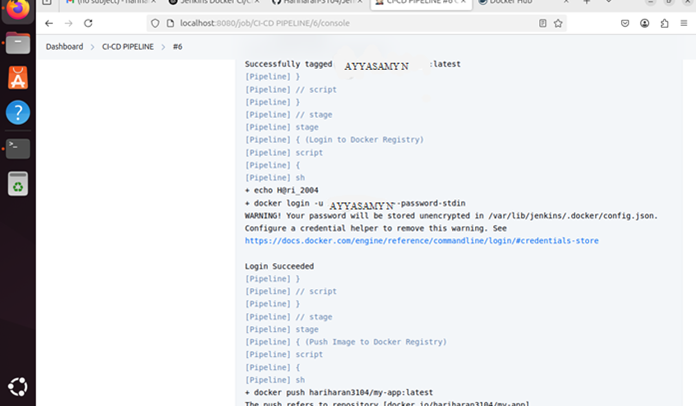 (no subject) - harih
Jenkins Docker CI/C
Hariharan-3104/Jen
CI-CD PIPELINE #6 C
Docker Hub
localhost:8080/job/CI-CD PIPELINE/6/console
Dashboard > CI-CD PIPELINE > #6
Successfully tagged AYYASAMY N :latest
[Pipeline] }
[Pipeline] // script
[Pipeline] }
[Pipeline] // stage
[Pipeline] stage
[Pipeline] { (Login to Docker Registry)
[Pipeline] script
[Pipeline] {
[Pipeline] sh
+ echo H@ri_2004
+ docker login -u AYYASAMY N --password-stdin
WARNING! Your password will be stored unencrypted in /var/lib/jenkins/.docker/config.json.
Configure a credential helper to remove this warning. See
https://docs.docker.com/engine/reference/commandline/login/#credentials-store
Login Succeeded
[Pipeline] }
[Pipeline] // script
[Pipeline] }
[Pipeline] // stage
[Pipeline] stage
[Pipeline] { (Push Image to Docker Registry)
[Pipeline] script
[Pipeline] {
[Pipeline] sh
+ docker push hariharan3104/my-app:latest
The push refers to repository [docker.io/hariharan3104/my-app]